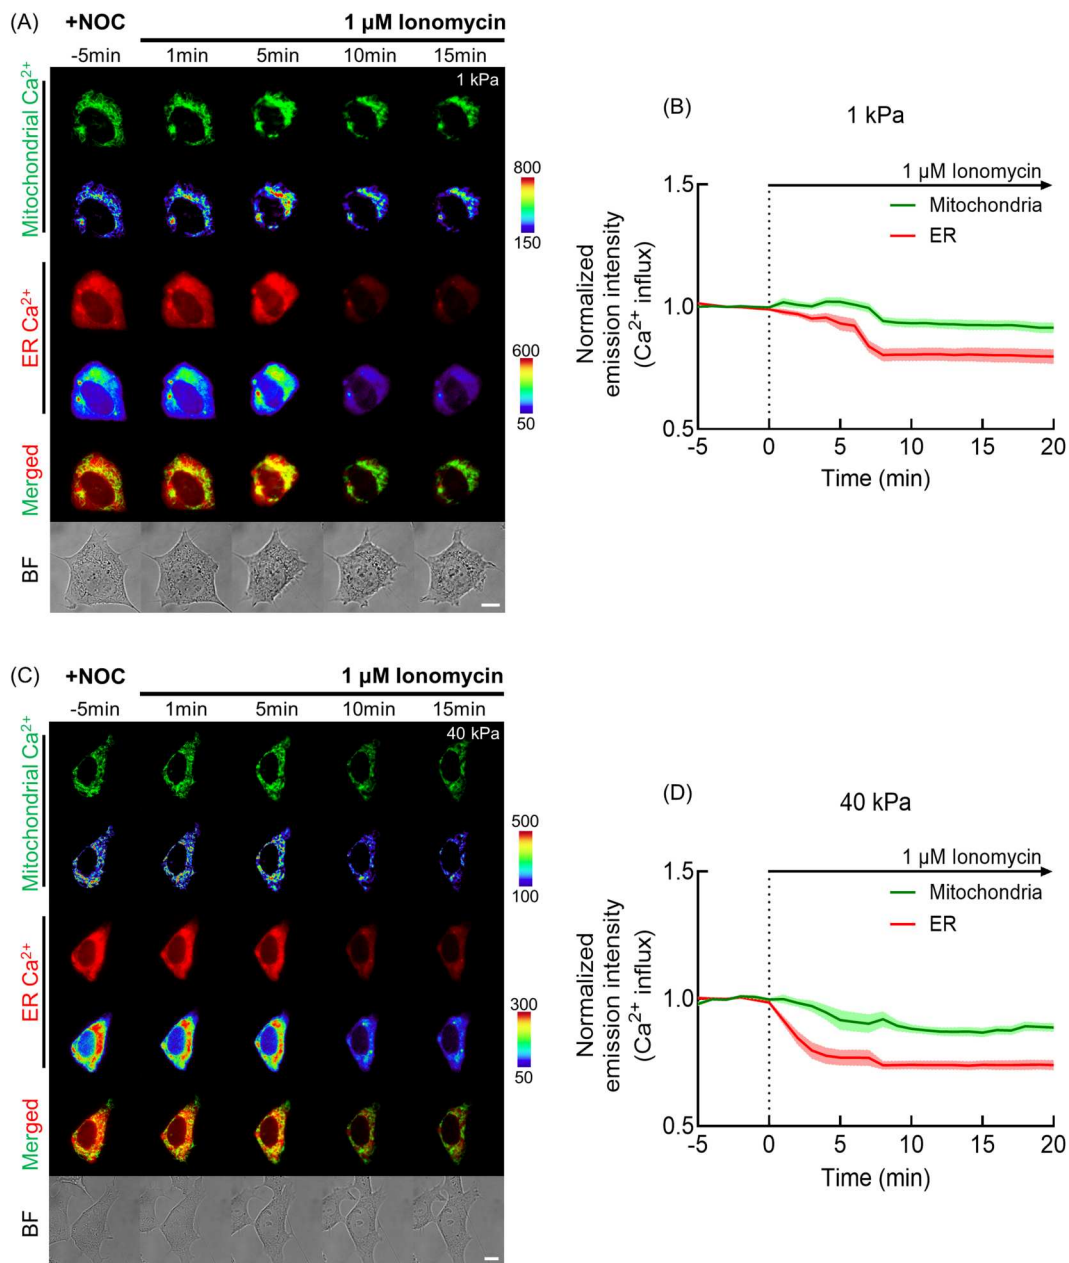 (A)
+NOC 1 µM Ionomycin
-5min 1min 5min 10min 15min
1 kPa
Mitochondrial Ca²⁺
800
150
ER Ca²⁺
600
50
Merged
BF
(B)
1 kPa
1 µM Ionomycin
Mitochondria
ER
1.5
1.0
0.5
Normalized
emission intensity
(Ca²⁺ influx)
-5 0 5 10 15 20
Time (min)
(C)
+NOC 1 µM Ionomycin
-5min 1min 5min 10min 15min
40 kPa
Mitochondrial Ca²⁺
500
100
ER Ca²⁺
300
50
Merged
BF
(D)
40 kPa
1 µM Ionomycin
Mitochondria
ER
1.5
1.0
0.5
Normalized
emission intensity
(Ca²⁺ influx)
-5 0 5 10 15 20
Time (min)